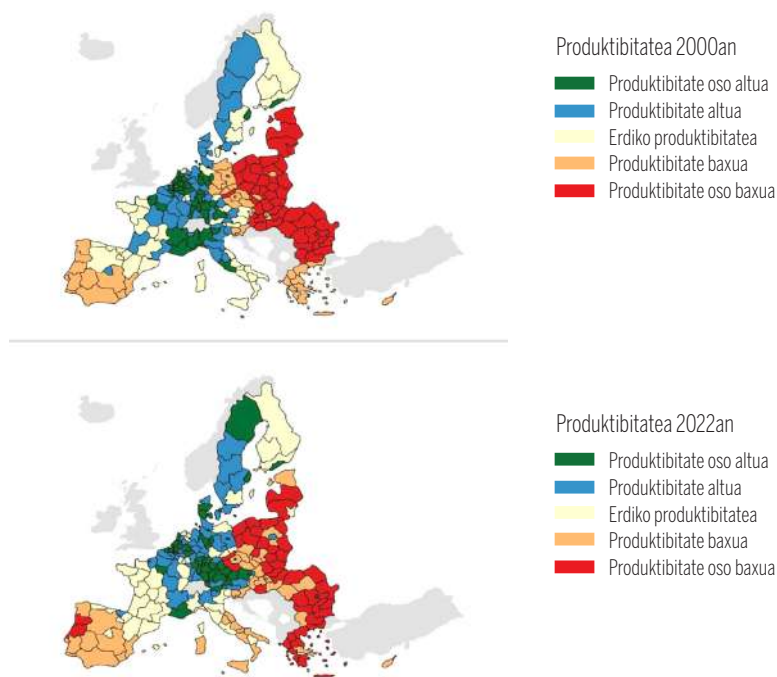 Produktibitatea 2000an
Produktibitate oso altua
Produktibitate altua
Erdiko produktibitatea
Produktibitate baxua
Produktibitate oso baxua
Produktibitatea 2022an
Produktibitate oso altua
Produktibitate altua
Erdiko produktibitatea
Produktibitate baxua
Produktibitate oso baxua